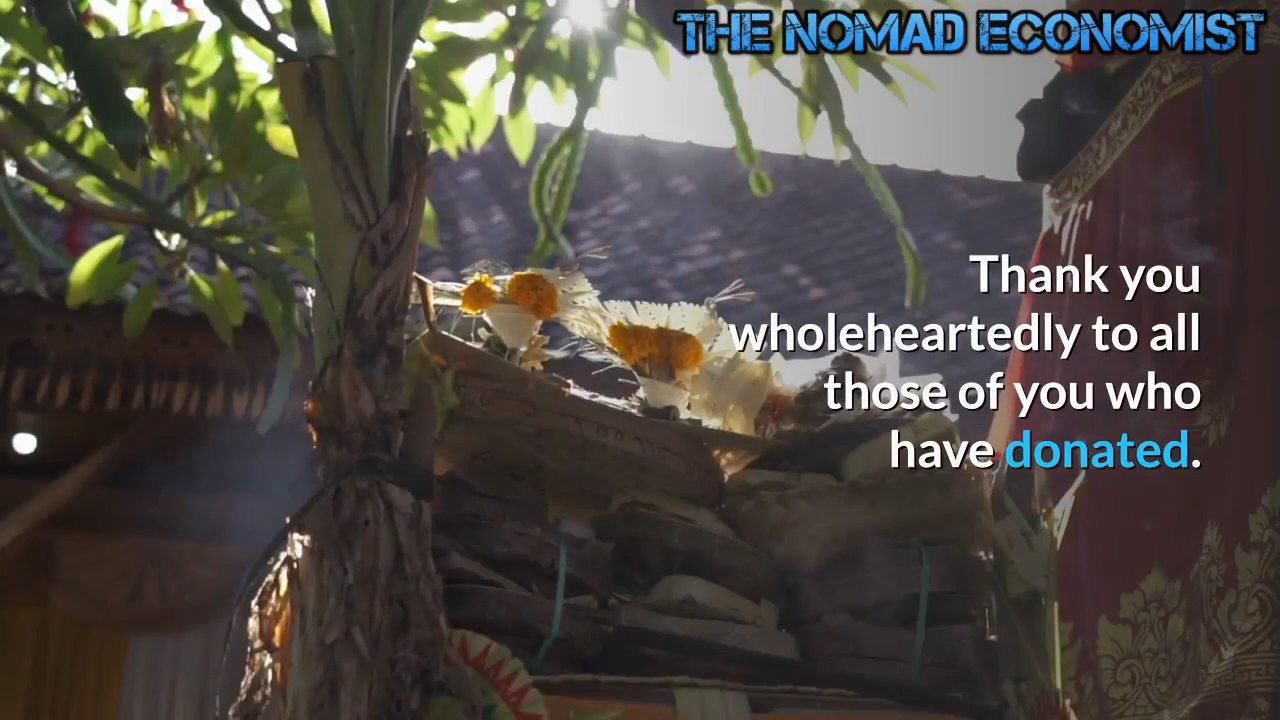 THE NOMAD ECONOMIST
Thank you
wholeheartedly to all
those of you who
have donated.